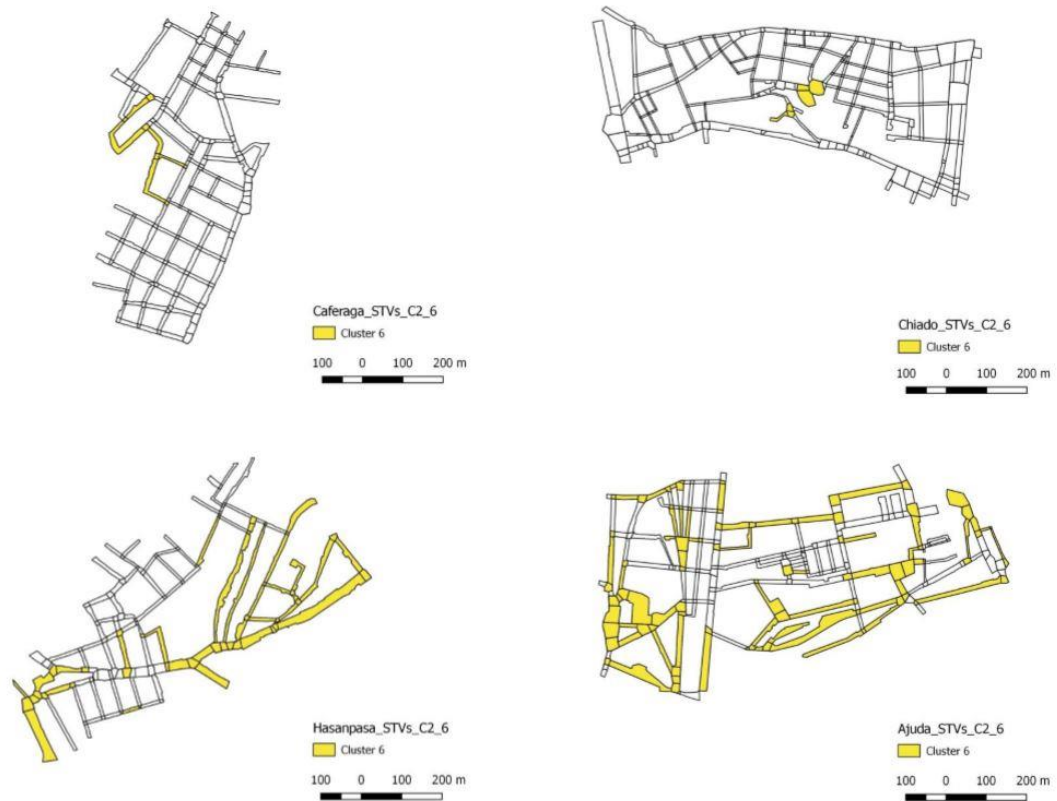 Caferaga_STVs_C2_6
Cluster 6
100 0 100 200 m
Chiado_STVs_C2_6
Cluster 6
100 0 100 200 m
Hasanpasa_STVs_C2_6
Cluster 6
100 0 100 200 m
Ajuda_STVs_C2_6
Cluster 6
100 0 100 200 m